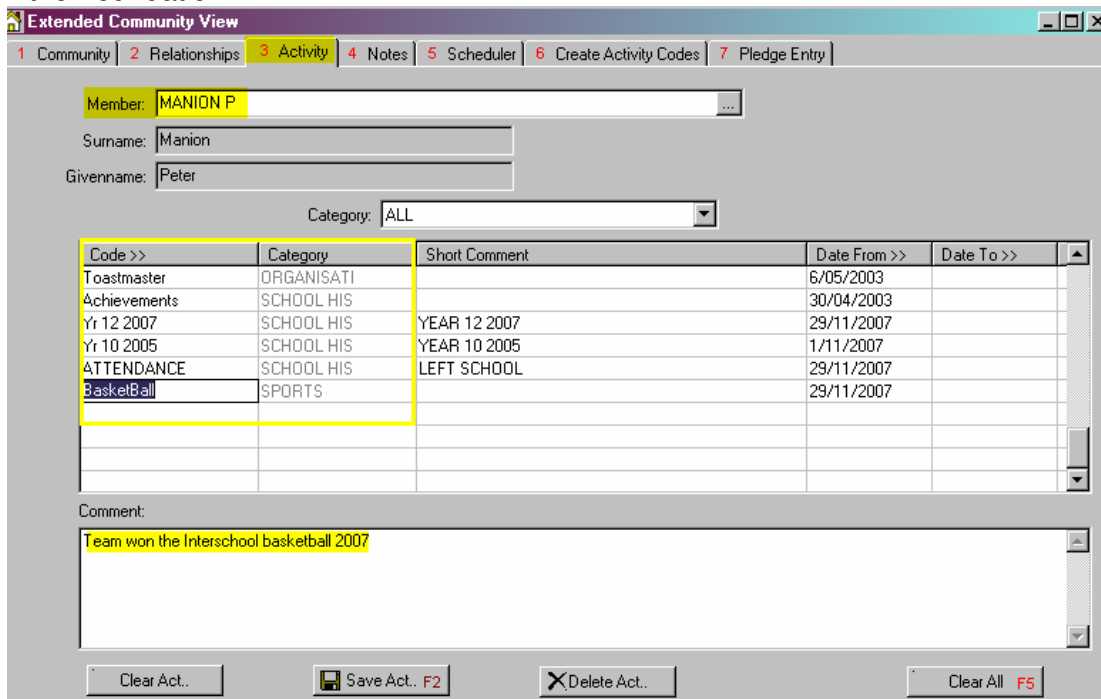 Extended Community View
1 Community 2 Relationships 3 Activity 4 Notes 5 Scheduler 6 Create Activity Codes 7 Pledge Entry
Member: MANION P ...
Surname: Manion
Givenname: Peter
Category: ALL
Code >> Category Short Comment Date From >> Date To >>
Toastmaster ORGANISATI 6/05/2003
Achievements SCHOOL HIS 30/04/2003
Yr 12 2007 SCHOOL HIS YEAR 12 2007 29/11/2007
Yr 10 2005 SCHOOL HIS YEAR 10 2005 1/11/2007
ATTENDANCE SCHOOL HIS LEFT SCHOOL 29/11/2007
BasketBall SPORTS 29/11/2007
Comment:
Team won the Interschool basketball 2007
Clear Act.. Save Act.. F2 Delete Act.. Clear All F5